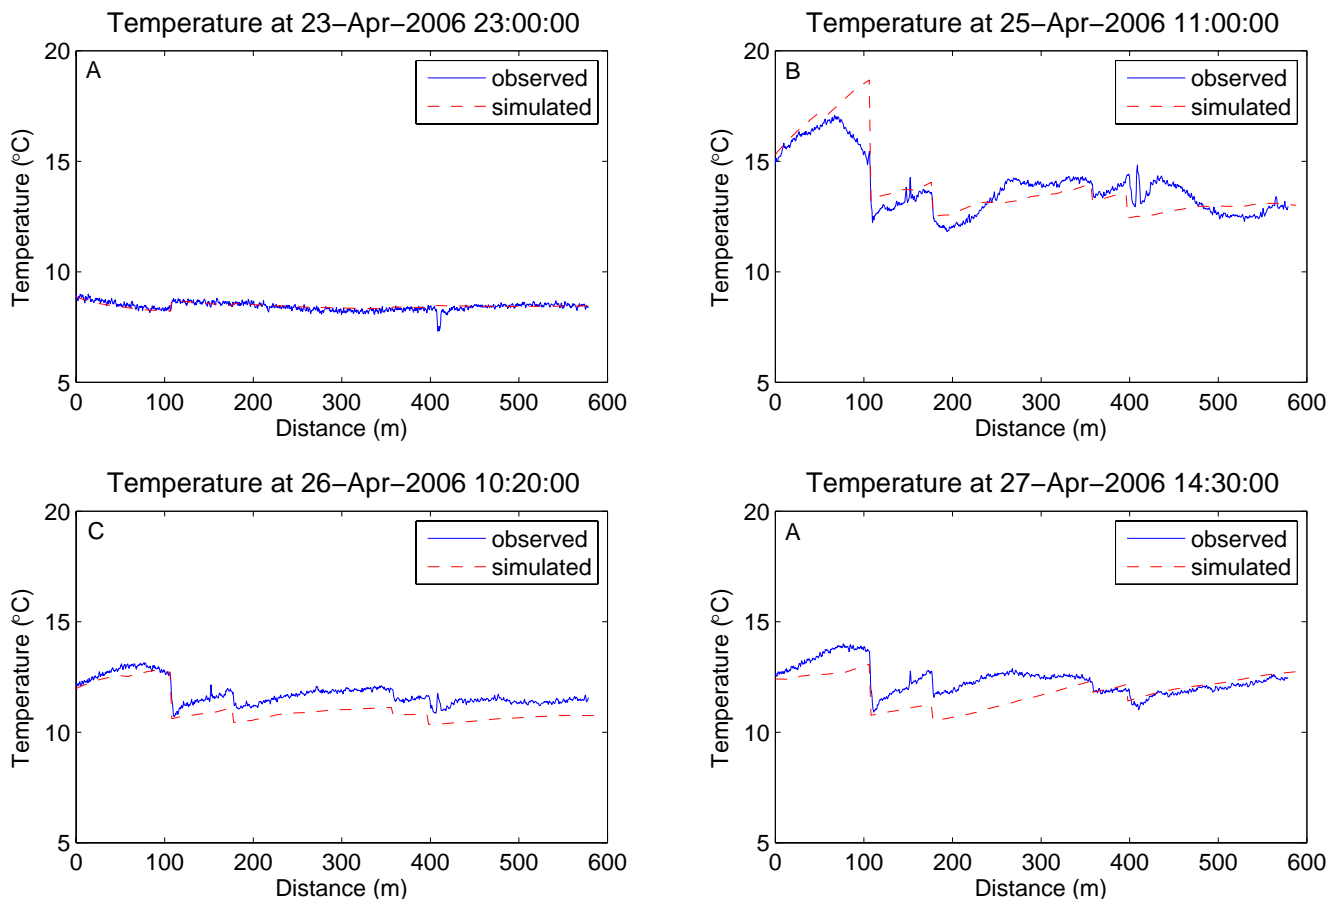 Temperature at 23−Apr−2006 23:00:00
A
observed
simulated
20
15
10
5
Temperature (°C)
0 100 200 300 400 500 600
Distance (m)
Temperature at 25−Apr−2006 11:00:00
B
observed
simulated
20
15
10
5
Temperature (°C)
0 100 200 300 400 500 600
Distance (m)
Temperature at 26−Apr−2006 10:20:00
C
observed
simulated
20
15
10
5
Temperature (°C)
0 100 200 300 400 500 600
Distance (m)
Temperature at 27−Apr−2006 14:30:00
A
observed
simulated
20
15
10
5
Temperature (°C)
0 100 200 300 400 500 600
Distance (m)